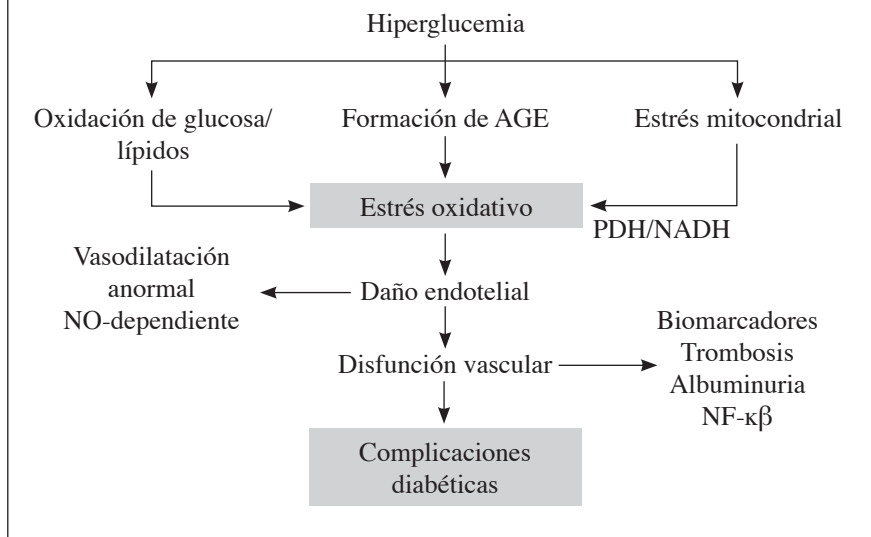 Hiperglucemia
Oxidación de glucosa/
lípidos
Formación de AGE
Estrés mitocondrial
Estrés oxidativo
PDH/NADH
Vasodilatación
anormal
NO-dependiente
Daño endotelial
Disfunción vascular
Biomarcadores
Trombosis
Albuminuria
NF-κβ
Complicaciones
diabéticas